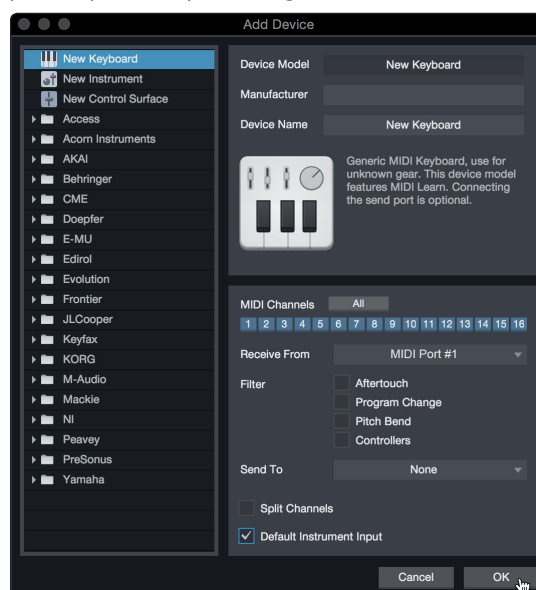 Add Device
New Keyboard
New Instrument
New Control Surface
Access
Acorn Instruments
AKAI
Behringer
CME
Doepfer
E-MU
Edirol
Evolution
Frontier
JLCooper
Keyfax
KORG
M-Audio
Mackie
NI
Peavey
PreSonus
Yamaha
Device Model New Keyboard
Manufacturer
Device Name New Keyboard
Generic MIDI Keyboard, use for
unknown gear. This device model
features MIDI Learn. Connecting
the send port is optional.
MIDI Channels All
1 2 3 4 5 6 7 8 9 10 11 12 13 14 15 16
Receive From MIDI Port #1
Filter Aftertouch
Program Change
Pitch Bend
Controllers
Send To None
Split Channels
Default Instrument Input
Cancel OK